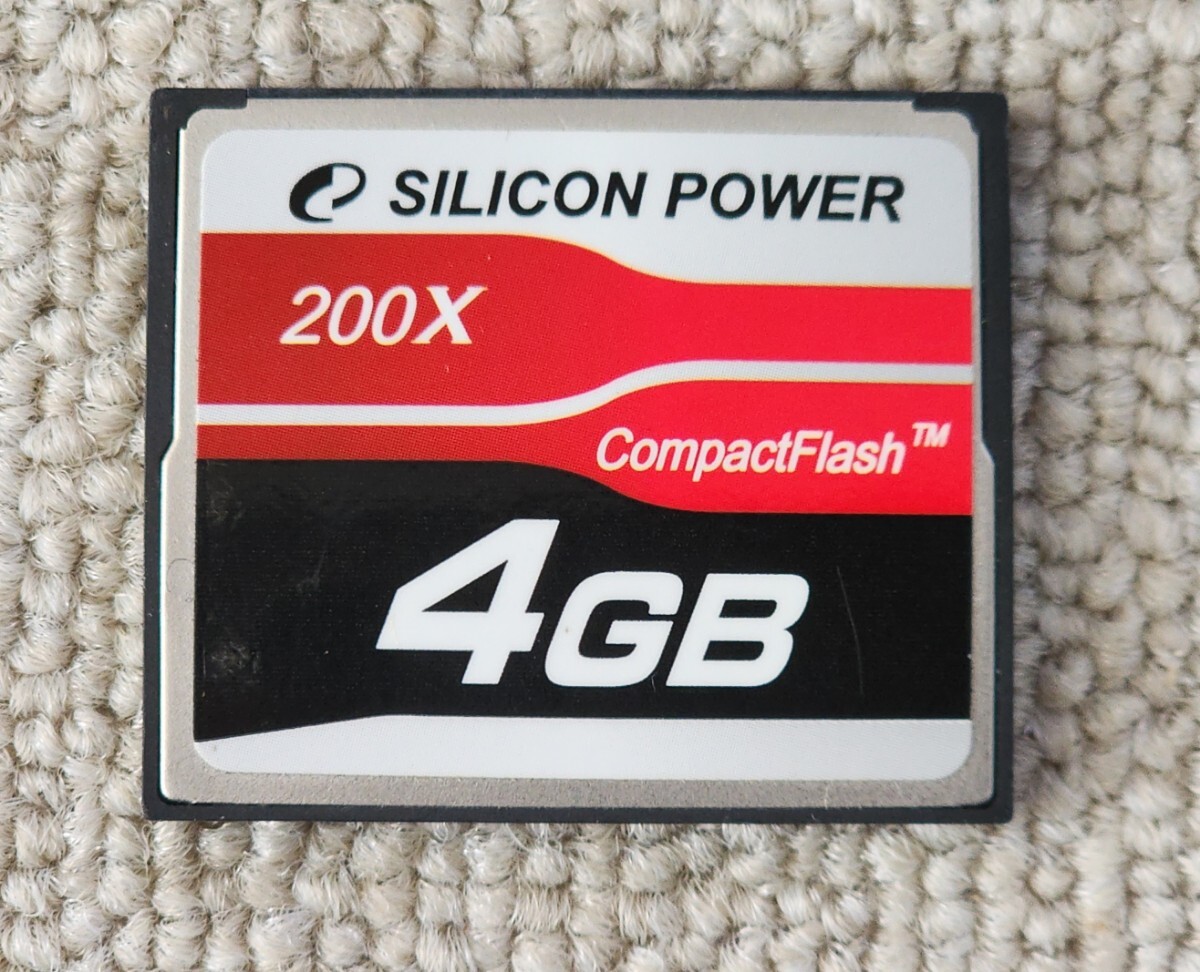 SILICON POWER
200X
CompactFlash™
4GB